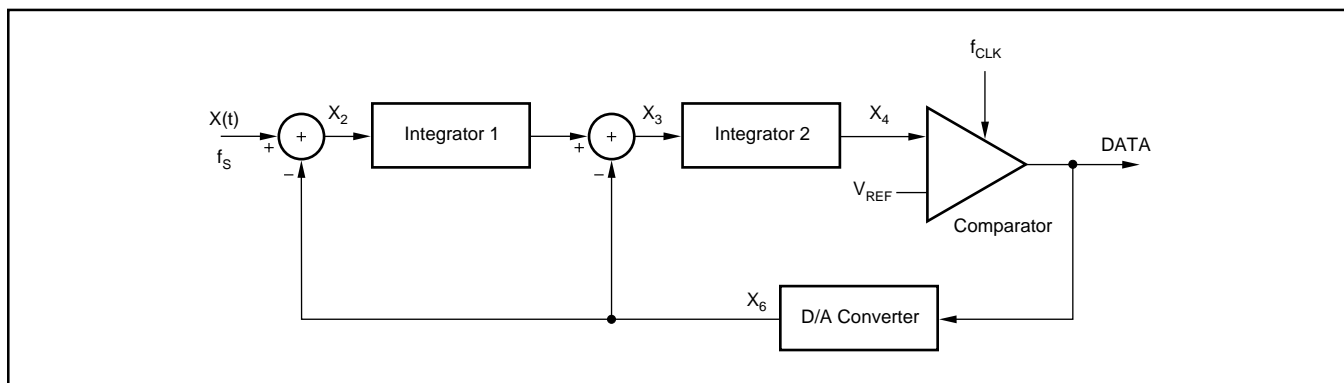 f_CLK
X(t)
X_2
Integrator 1
X_3
Integrator 2
X_4
+
+
+
+
f_S
DATA
–
–
V_REF
Comparator
X_6
D/A Converter